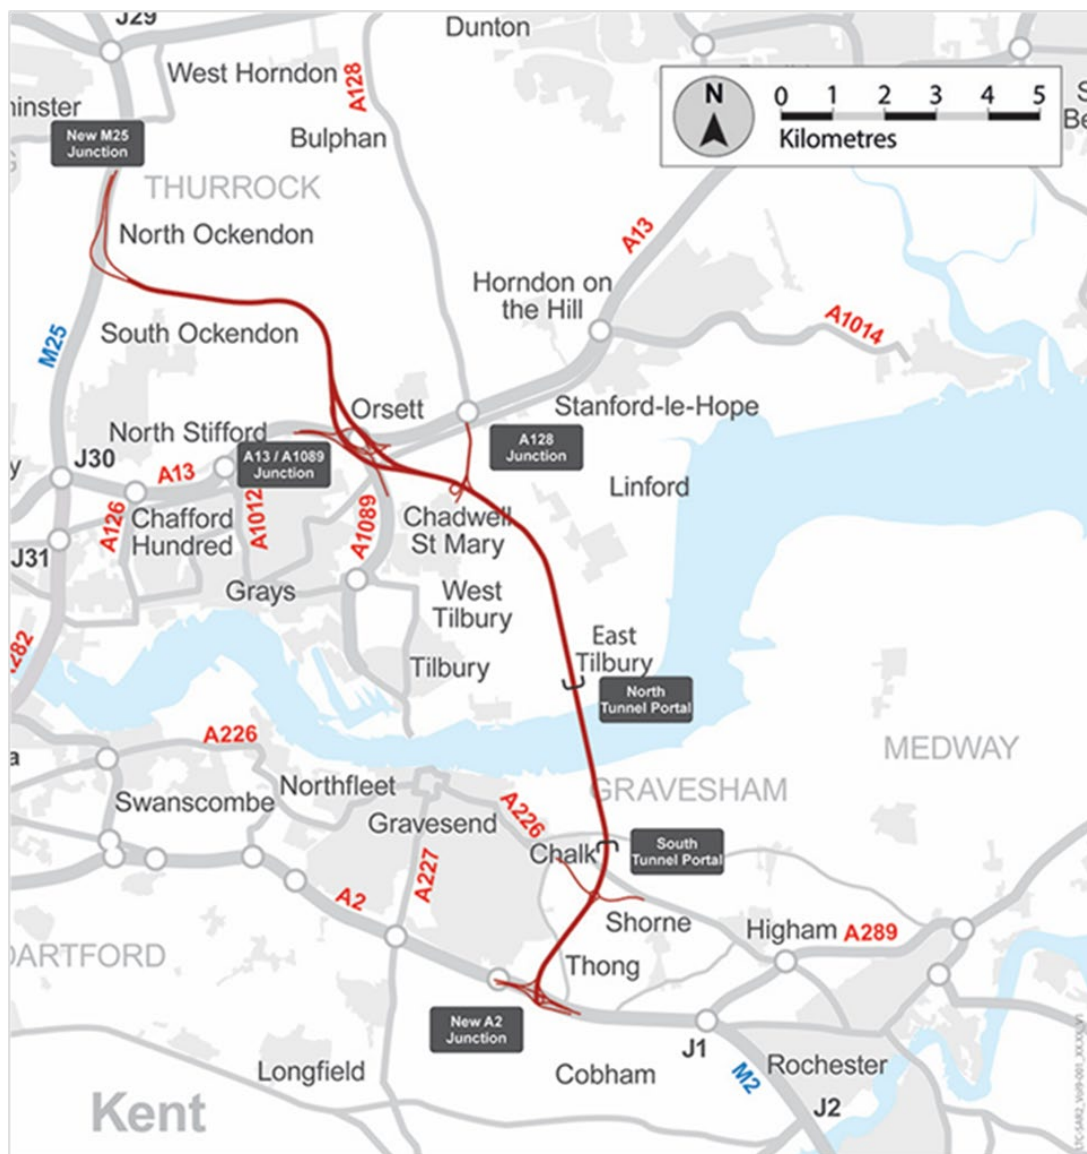 J29
Dunton
West Horndon
A128
N
0 1 2 3 4 5
Kilometres
New M25
Junction
Bulphan
THURROCK
North Ockendon
A13
Horndon on
the Hill
M25
South Ockendon
A1014
Orsett
Stanford-le-Hope
North Stifford
A13 / A1089
Junction
A128
Junction
J30
A13
Linford
A126
Chafford
Hundred
A1012
A1089
Chadwell
St Mary
J31
Grays
West
Tilbury
East
Tilbury
Tilbury
North
Tunnel Portal
A226
MEDWAY
Northfleet
GRAVESHAM
Swanscombe
Gravesend
A226
South
Tunnel Portal
Chalk
A227
A2
Shorne
Higham
A289
DARTFORD
Thong
New A2
Junction
J1
Longfield
Cobham
M2
Rochester
Kent
J2